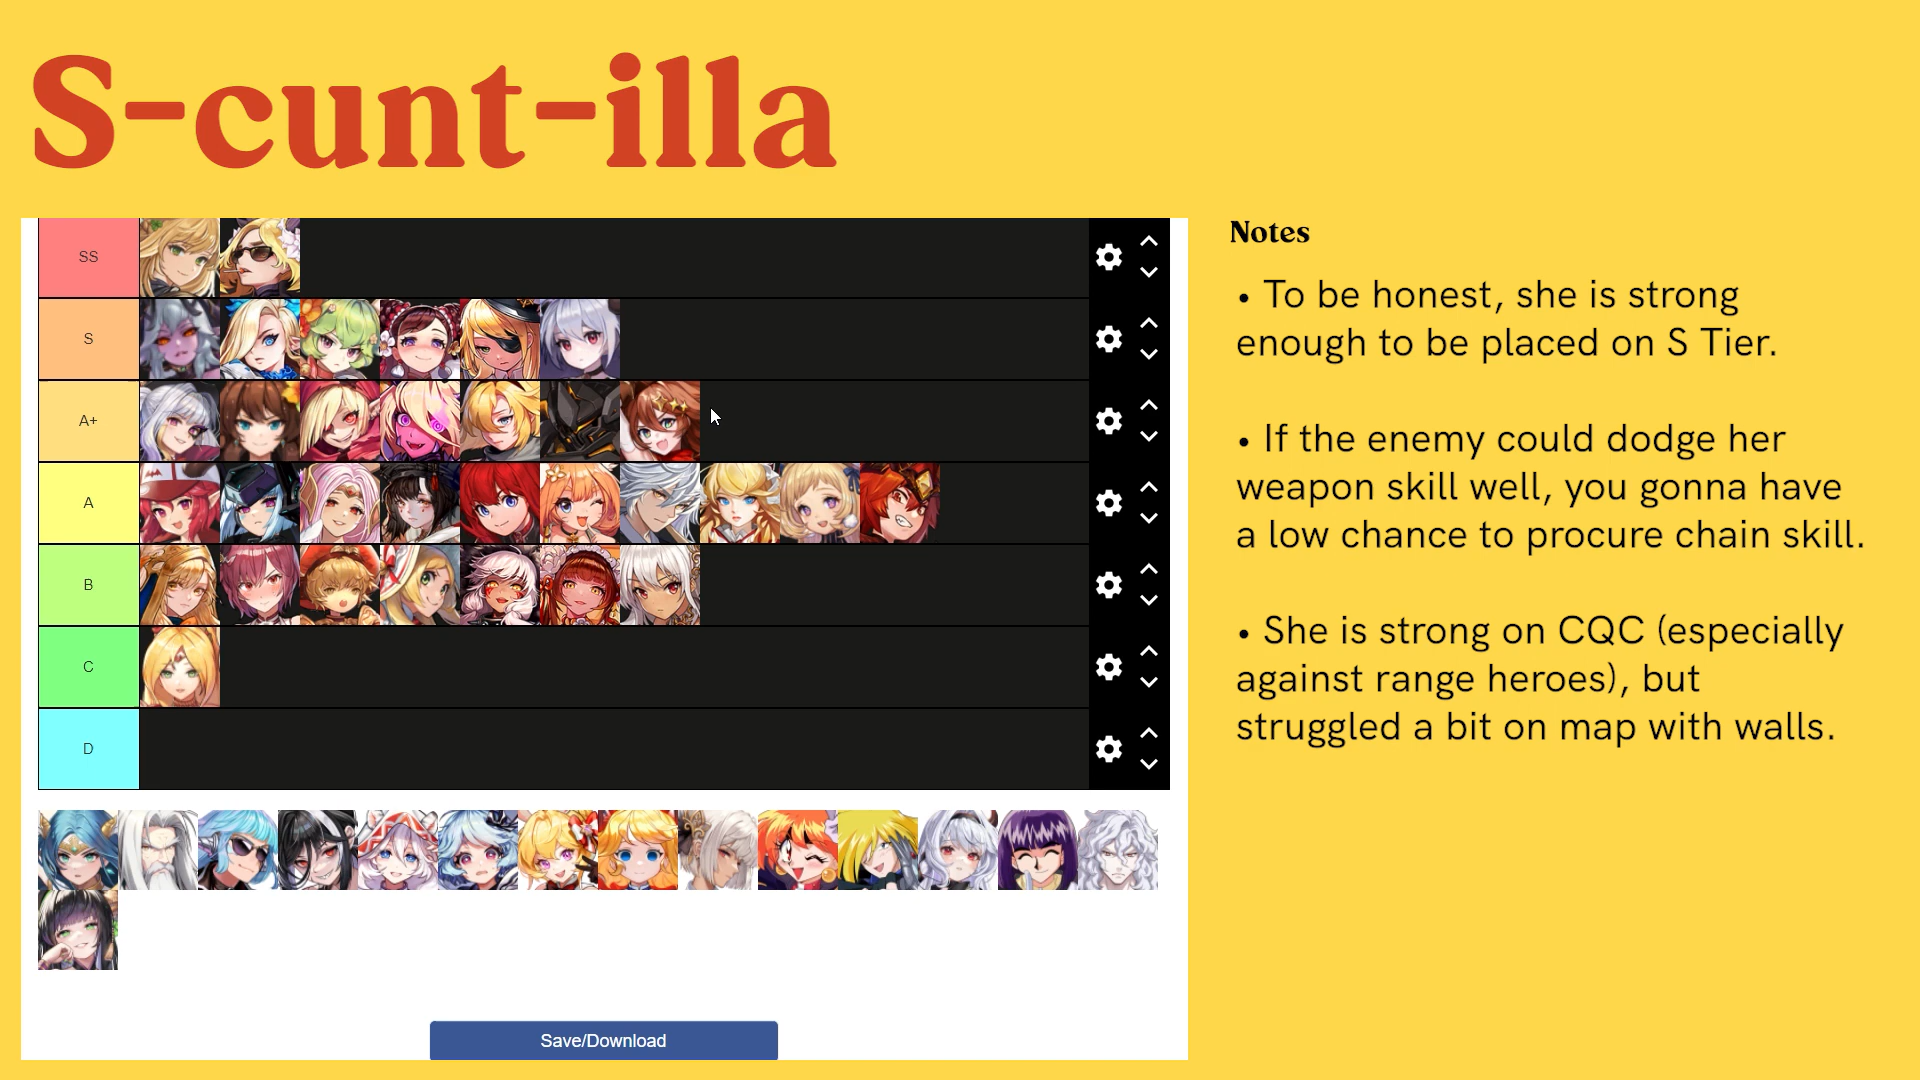 S-cunt-illa
SS
S
A+
A
B
C
D
Save/Download
Notes
• To be honest, she is strong
enough to be placed on S Tier.
• If the enemy could dodge her
weapon skill well, you gonna have
a low chance to procure chain skill.
• She is strong on CQC (especially
against range heroes), but
struggled a bit on map with walls.